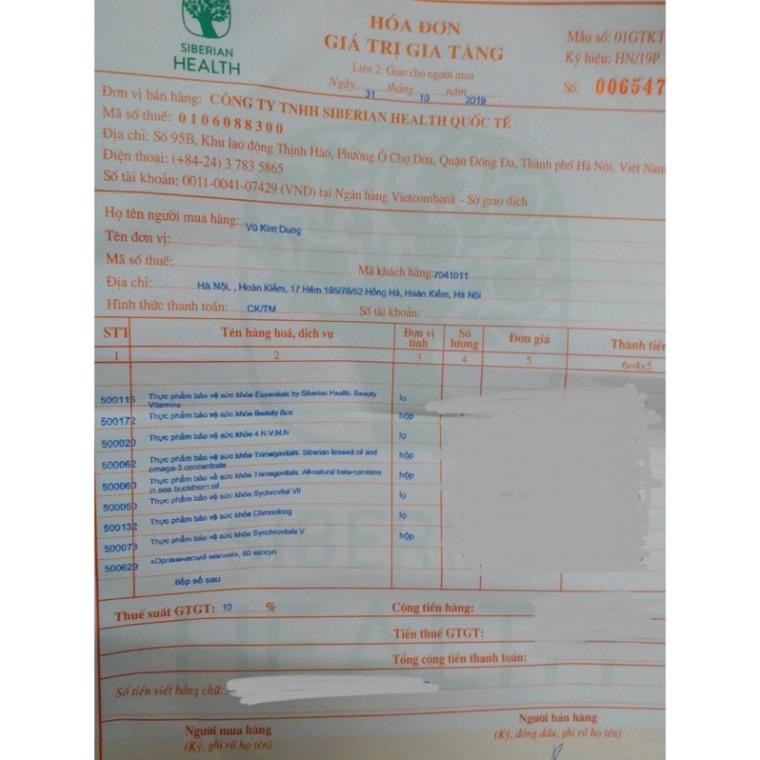 SIBERIAN
HEALTH
HÓA ĐƠN
GIÁ TRỊ GIA TĂNG
Liên 2: Giao cho người mua
Ngày 31 tháng 10 năm 2019
Mẫu số: 01GTKT
Ký hiệu: HN/19P
Số: 006547
Đơn vị bán hàng: CÔNG TY TNHH SIBERIAN HEALTH QUỐC TẾ
Mã số thuế: 0106088300
Địa chỉ: Số 95B, Khu lao động Thịnh Hào, Phường Ô Chợ Dừa, Quận Đống Đa, Thành phố Hà Nội, Việt Nam
Điện thoại: (+84-24) 3 783 5865
Số tài khoản: 0011-0041-07429 (VND) tại Ngân hàng Vietcombank - Sở giao dịch
Họ tên người mua hàng: Vũ Kim Dung
Tên đơn vị:
Mã số thuế:
Mã khách hàng: 7041011
Địa chỉ: Hà Nội, , Hoàn Kiếm, 17 Hẻm 195/76/52 Hồng Hà, Hoàn Kiếm, Hà Nội
Hình thức thanh toán: CK/TM Số tài khoản:
STT Tên hàng hoá, dịch vụ Đơn vị tính Số lượng Đơn giá Thành tiền
1 2 3 4 5 6=4x5
500115 Thực phẩm bảo vệ sức khỏe Essentials by Siberian Health. Beauty Vitamins lọ
500172 Thực phẩm bảo vệ sức khỏe Beauty Box hộp
500020 Thực phẩm bảo vệ sức khỏe 4 N.V.M.N lọ
500062 Thực phẩm bảo vệ sức khỏe Trimegavitals. Siberian linseed oil and omega-3 concentrate hộp
500060 Thực phẩm bảo vệ sức khỏe Trimegavitals. All-natural beta-carotene in sea buckthorn oil hộp
500050 Thực phẩm bảo vệ sức khỏe Sychrovital VII lọ
500132 Thực phẩm bảo vệ sức khỏe Chronolong lọ
500073 Thực phẩm bảo vệ sức khỏe Synchrovitals V hộp
500629 «Органический магний», 60 капсул
tiếp số sau
Thuế suất GTGT: 10 %
Cộng tiền hàng:
Tiền thuế GTGT:
Tổng cộng tiền thanh toán:
Số tiền viết bằng chữ:
Người mua hàng
(Ký, ghi rõ họ tên)
Người bán hàng
(Ký, đóng dấu, ghi rõ họ tên)